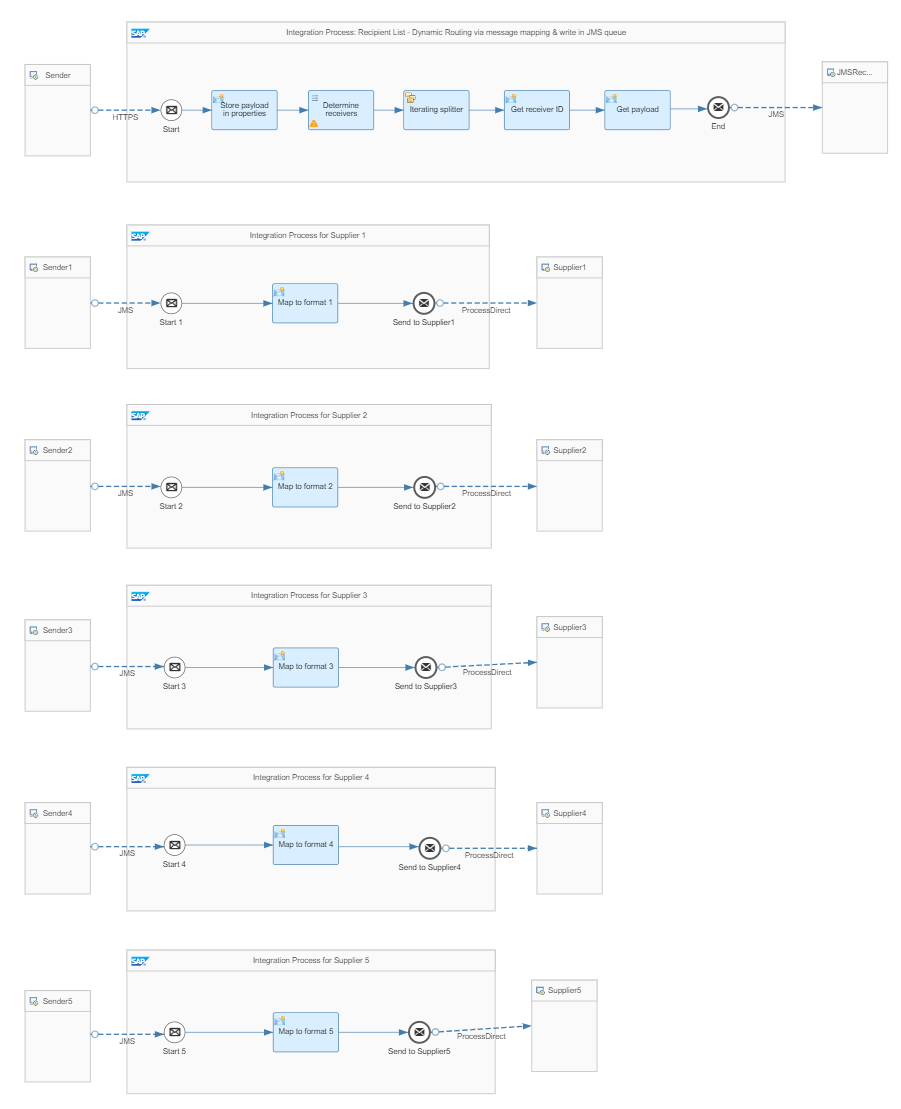 SAP
Integration Process: Recipient List - Dynamic Routing via message mapping & write in JMS queue
Sender
HTTPS
Start
Store payload
in properties
Determine
receivers
Iterating splitter
Get receiver ID
Get payload
End
JMS
JMSRec...
SAP
Integration Process for Supplier 1
Sender1
JMS
Start 1
Map to format 1
Send to Supplier1
ProcessDirect
Supplier1
SAP
Integration Process for Supplier 2
Sender2
JMS
Start 2
Map to format 2
Send to Supplier2
ProcessDirect
Supplier2
SAP
Integration Process for Supplier 3
Sender3
JMS
Start 3
Map to format 3
Send to Supplier3
ProcessDirect
Supplier3
SAP
Integration Process for Supplier 4
Sender4
JMS
Start 4
Map to format 4
Send to Supplier4
ProcessDirect
Supplier4
SAP
Integration Process for Supplier 5
Sender5
JMS
Start 5
Map to format 5
Send to Supplier5
ProcessDirect
Supplier5